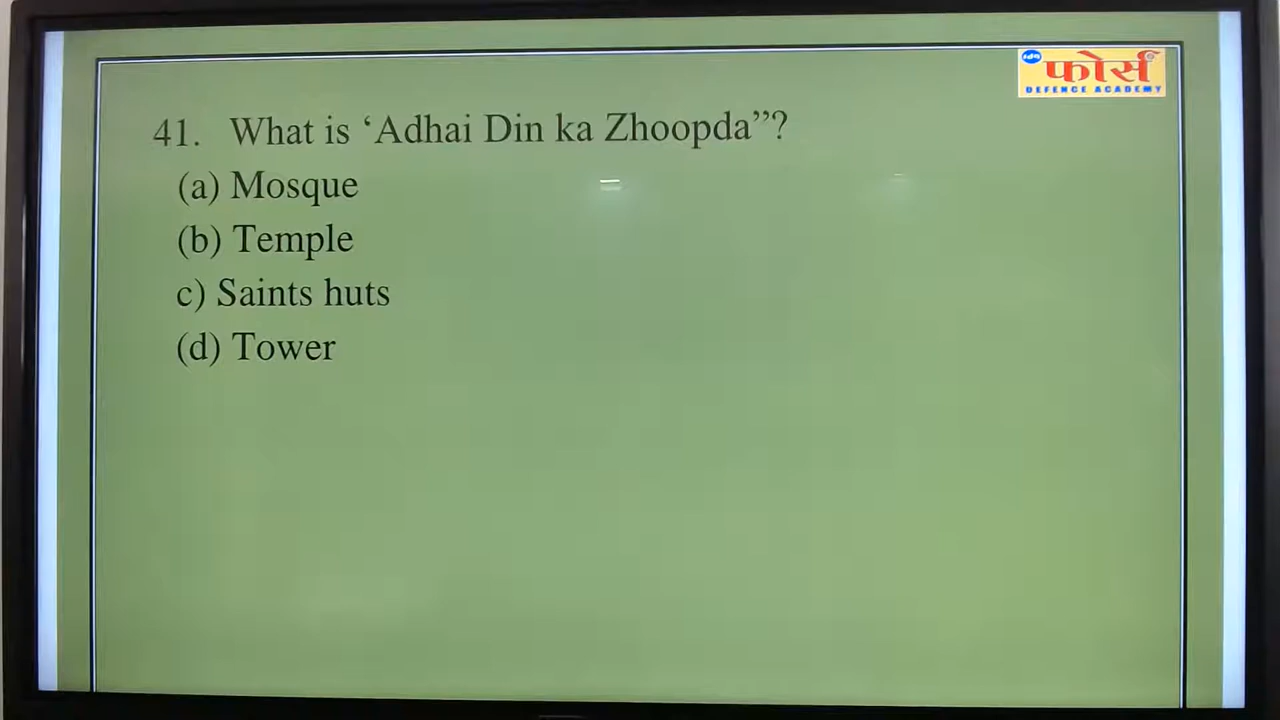 फोर्स
DEFENCE ACADEMY
41. What is ‘Adhai Din ka Zhoopda”?
(a) Mosque
(b) Temple
c) Saints huts
(d) Tower